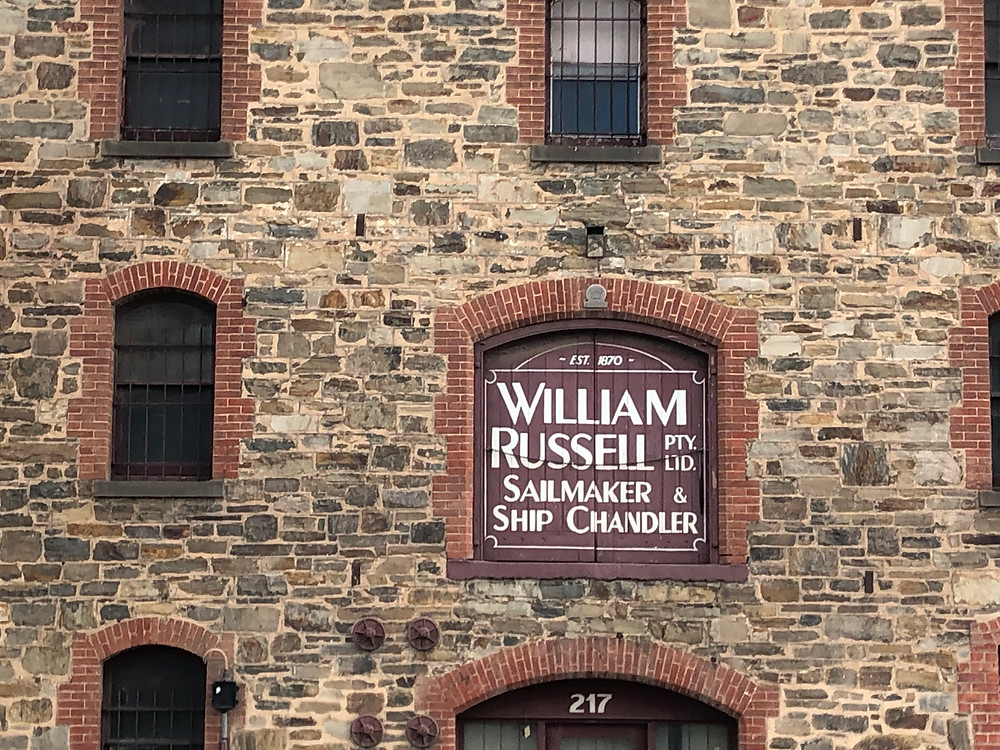 ~ EST. 1870 ~
WILLIAM
RUSSELL PTY. LTD.
SAILMAKER &
SHIP CHANDLER
217